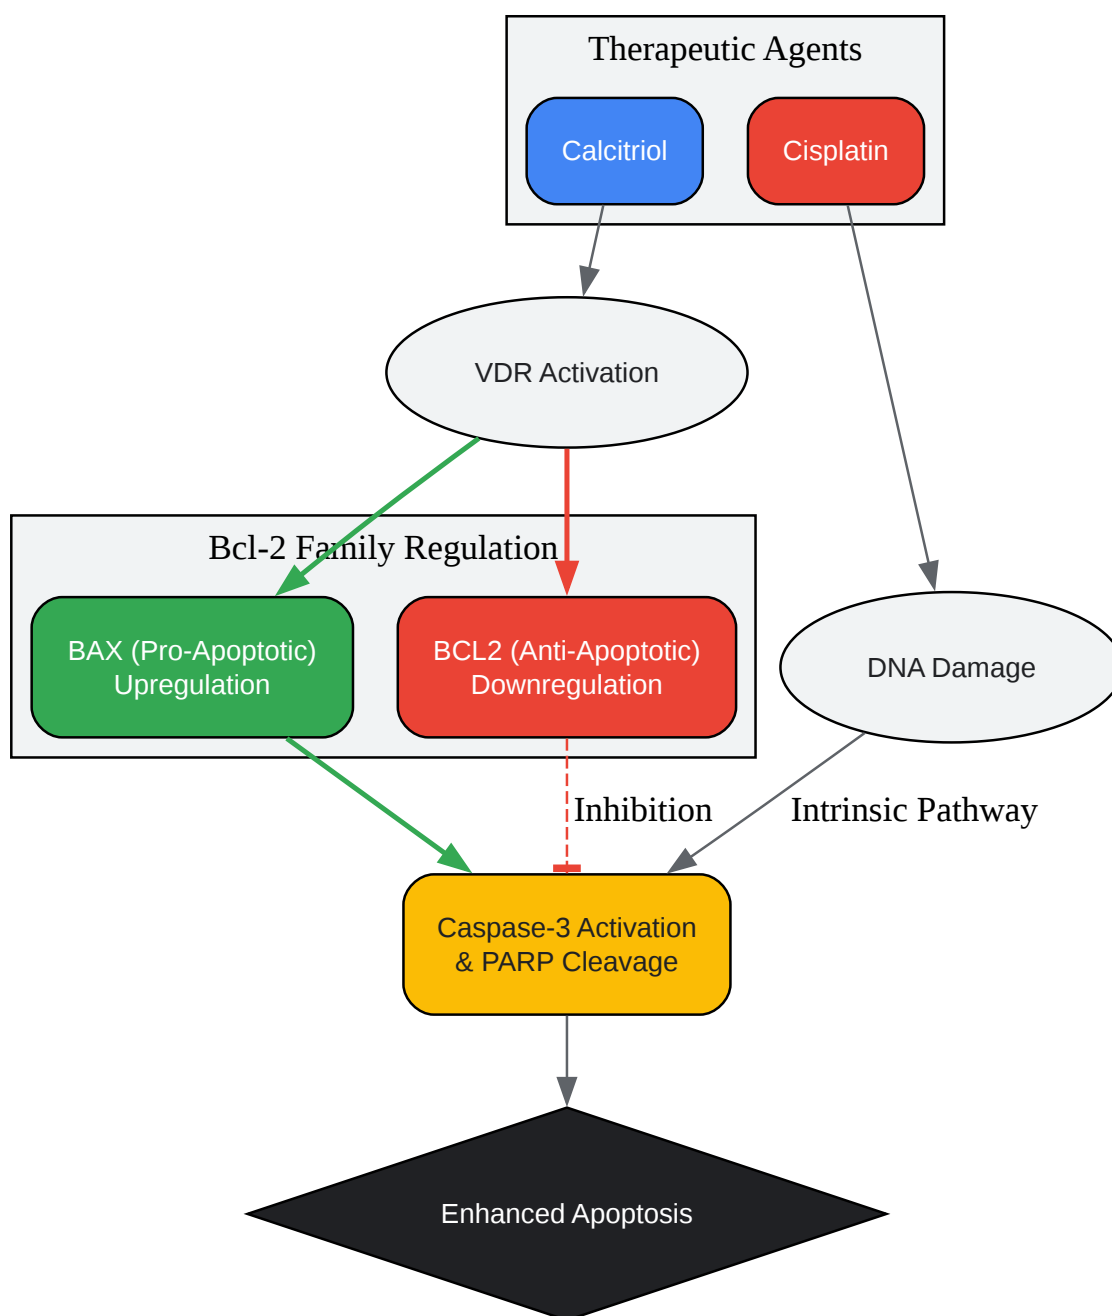 Therapeutic Agents
Calcitriol
Cisplatin
VDR Activation
Bcl-2 Family Regulation
BAX (Pro-Apoptotic)
Upregulation
BCL2 (Anti-Apoptotic)
Downregulation
DNA Damage
Inhibition
Intrinsic Pathway
Caspase-3 Activation
& PARP Cleavage
Enhanced Apoptosis